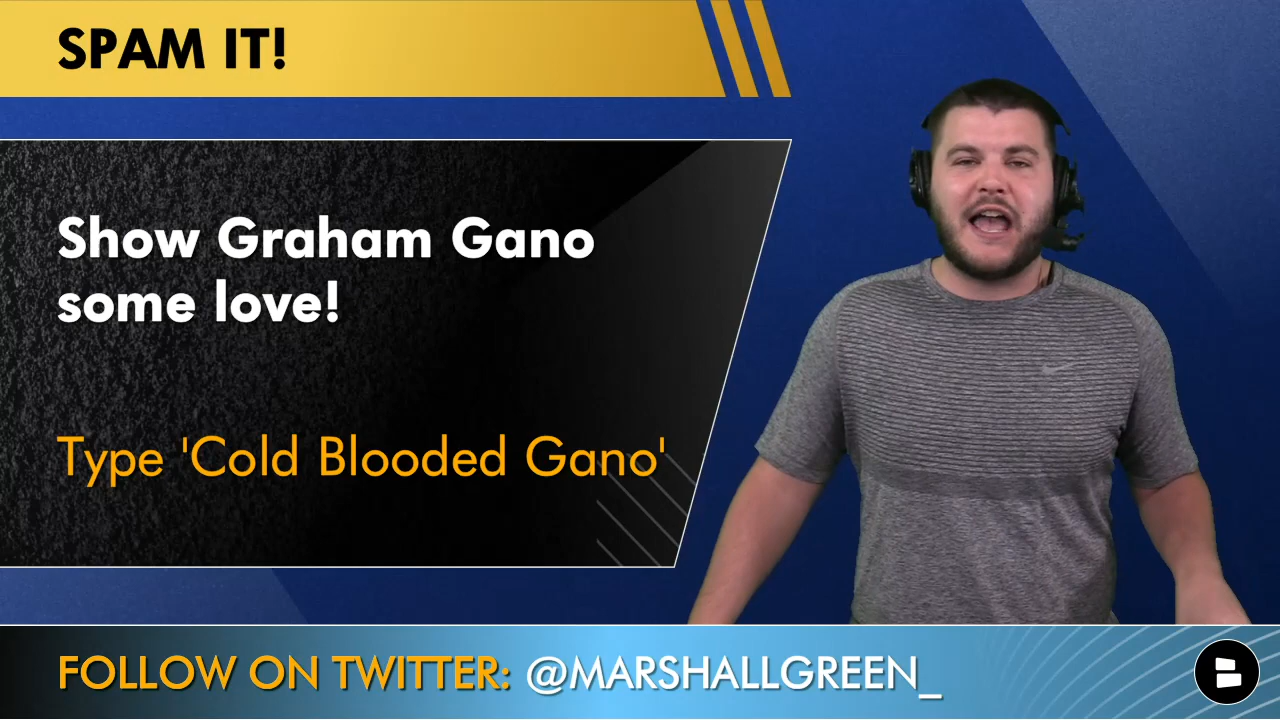 SPAM IT!
Show Graham Gano
some love!
Type 'Cold Blooded Gano'
FOLLOW ON TWITTER: @MARSHALLGREEN_